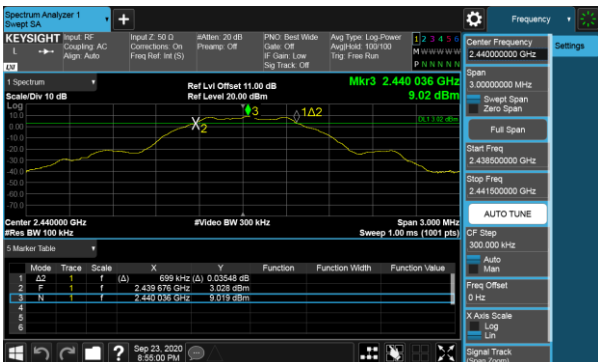 Spectrum Analyzer 1
Swept SA
+
Frequency
KEYSIGHT
L
Input: RF
Coupling: AC
Align: Auto
Input Z: 50 Ω
Corrections: On
Freq Ref: Int (S)
#Atten: 20 dB
Preamp: Off
PNO: Best Wide
Gate: Off
IF Gain: Low
Sig Track: Off
Avg Type: Log-Power
Avg|Hold: 100/100
Trig: Free Run
1 2 3 4 5 6
M W W W W W
P N N N N N
1 Spectrum
Scale/Div 10 dB
Ref Lvl Offset 11.00 dB
Ref Level 20.00 dBm
Mkr3 2.440 036 GHz
9.02 dBm
Log
10.0
0.00
-10.0
-20.0
-30.0
-40.0
-50.0
-60.0
-70.0
X2
3
1Δ2
DL1 3.02 dBm
Center 2.440000 GHz
#Res BW 100 kHz
#Video BW 300 kHz
Span 3.000 MHz
Sweep 1.00 ms (1001 pts)
5 Marker Table
Mode Trace Scale X Y Function Function Width Function Value
1 Δ2 1 f (Δ) 699 kHz (Δ) 0.03548 dB
2 F 1 f 2.439 676 GHz 3.028 dBm
3 N 1 f 2.440 036 GHz 9.019 dBm
4
5
6
Sep 23, 2020
8:55:00 PM
?
Center Frequency
2.440000000 GHz
Settings
Span
3.00000000 MHz
Swept Span
Zero Span
Full Span
Start Freq
2.438500000 GHz
Stop Freq
2.441500000 GHz
AUTO TUNE
CF Step
300.000 kHz
Auto
Man
Freq Offset
0 Hz
X Axis Scale
Log
Lin
Signal Track
(Span Zoom)